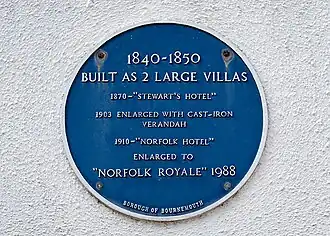 1840-1850
BUILT AS 2 LARGE VILLAS
1870-"STEWART'S HOTEL"
1903 ENLARGED WITH CAST-IRON
VERANDAH
1910-"NORFOLK HOTEL"
ENLARGED TO
"NORFOLK ROYALE" 1988
BOROUGH OF BOURNEMOUTH